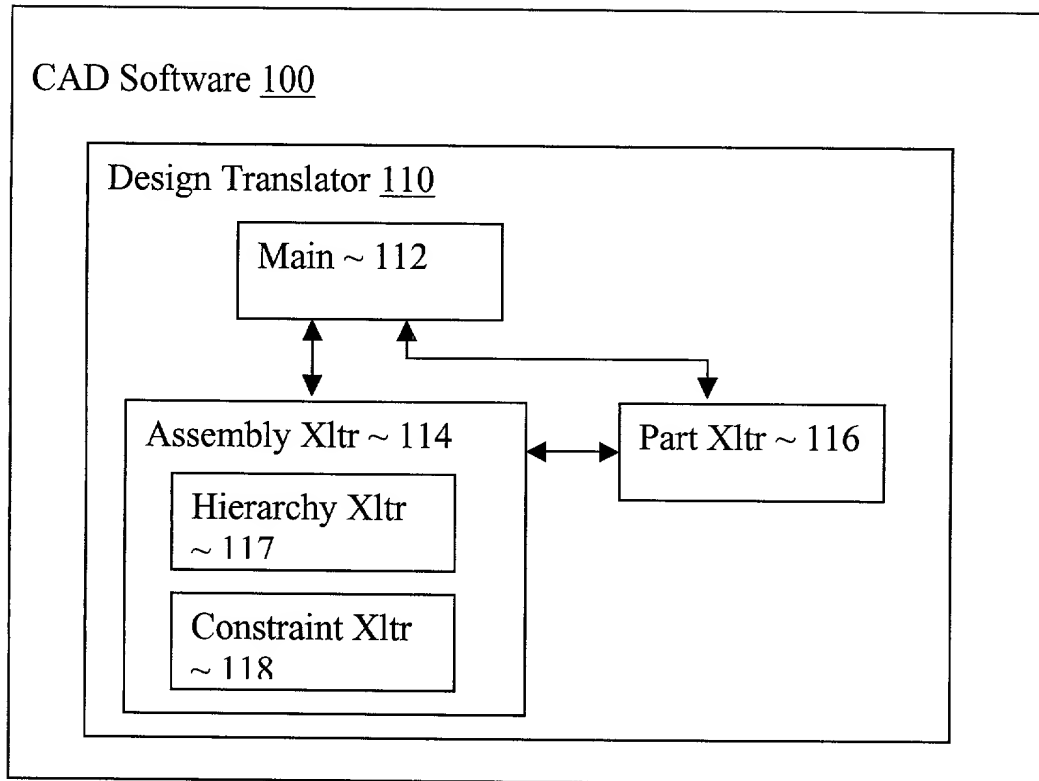 CAD Software 100
Design Translator 110
Main ~ 112
Assembly Xltr ~ 114
Part Xltr ~ 116
Hierarchy Xltr
~ 117
Constraint Xltr
~ 118